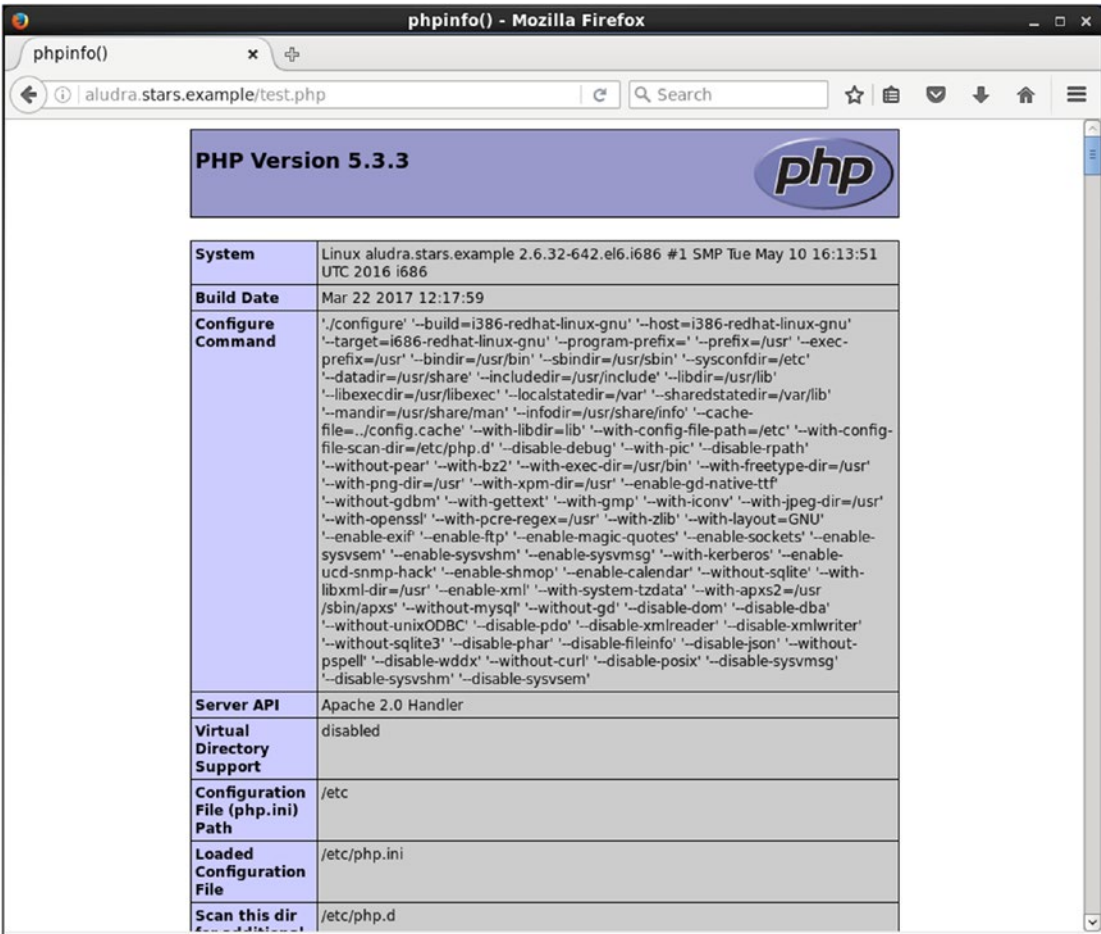 phpinfo() - Mozilla Firefox
phpinfo()
aludra.stars.example/test.php
Search
PHP Version 5.3.3
php
System
Linux aludra.stars.example 2.6.32-642.el6.i686 #1 SMP Tue May 10 16:13:51
UTC 2016 i686
Build Date
Mar 22 2017 12:17:59
Configure
Command
'./configure' '--build=i386-redhat-linux-gnu' '--host=i386-redhat-linux-gnu'
'--target=i686-redhat-linux-gnu' '--program-prefix=' '--prefix=/usr' '--exec-
prefix=/usr' '--bindir=/usr/bin' '--sbindir=/usr/sbin' '--sysconfdir=/etc'
'--datadir=/usr/share' '--includedir=/usr/include' '--libdir=/usr/lib'
'--libexecdir=/usr/libexec' '--localstatedir=/var' '--sharedstatedir=/var/lib'
'--mandir=/usr/share/man' '--infodir=/usr/share/info' '--cache-
file=../config.cache' '--with-libdir=lib' '--with-config-file-path=/etc' '--with-config-
file-scan-dir=/etc/php.d' '--disable-debug' '--with-pic' '--disable-rpath'
'--without-pear' '--with-bz2' '--with-exec-dir=/usr/bin' '--with-freetype-dir=/usr'
'--with-png-dir=/usr' '--with-xpm-dir=/usr' '--enable-gd-native-ttf'
'--without-gdbm' '--with-gettext' '--with-gmp' '--with-iconv' '--with-jpeg-dir=/usr'
'--with-openssl' '--with-pcre-regex=/usr' '--with-zlib' '--with-layout=GNU'
'--enable-exif' '--enable-ftp' '--enable-magic-quotes' '--enable-sockets' '--enable-
sysvsem' '--enable-sysvshm' '--enable-sysvmsg' '--with-kerberos' '--enable-
ucd-snmp-hack' '--enable-shmop' '--enable-calendar' '--without-sqlite' '--with-
libxml-dir=/usr' '--enable-xml' '--with-system-tzdata' '--with-apxs2=/usr
/sbin/apxs' '--without-mysql' '--without-gd' '--disable-dom' '--disable-dba'
'--without-unixODBC' '--disable-pdo' '--disable-xmlreader' '--disable-xmlwriter'
'--without-sqlite3' '--disable-phar' '--disable-fileinfo' '--disable-json' '--without-
pspell' '--disable-wddx' '--without-curl' '--disable-posix' '--disable-sysvmsg'
'--disable-sysvshm' '--disable-sysvsem'
Server API
Apache 2.0 Handler
Virtual
Directory
Support
disabled
Configuration
File (php.ini)
Path
/etc
Loaded
Configuration
File
/etc/php.ini
Scan this dir
for additional
/etc/php.d